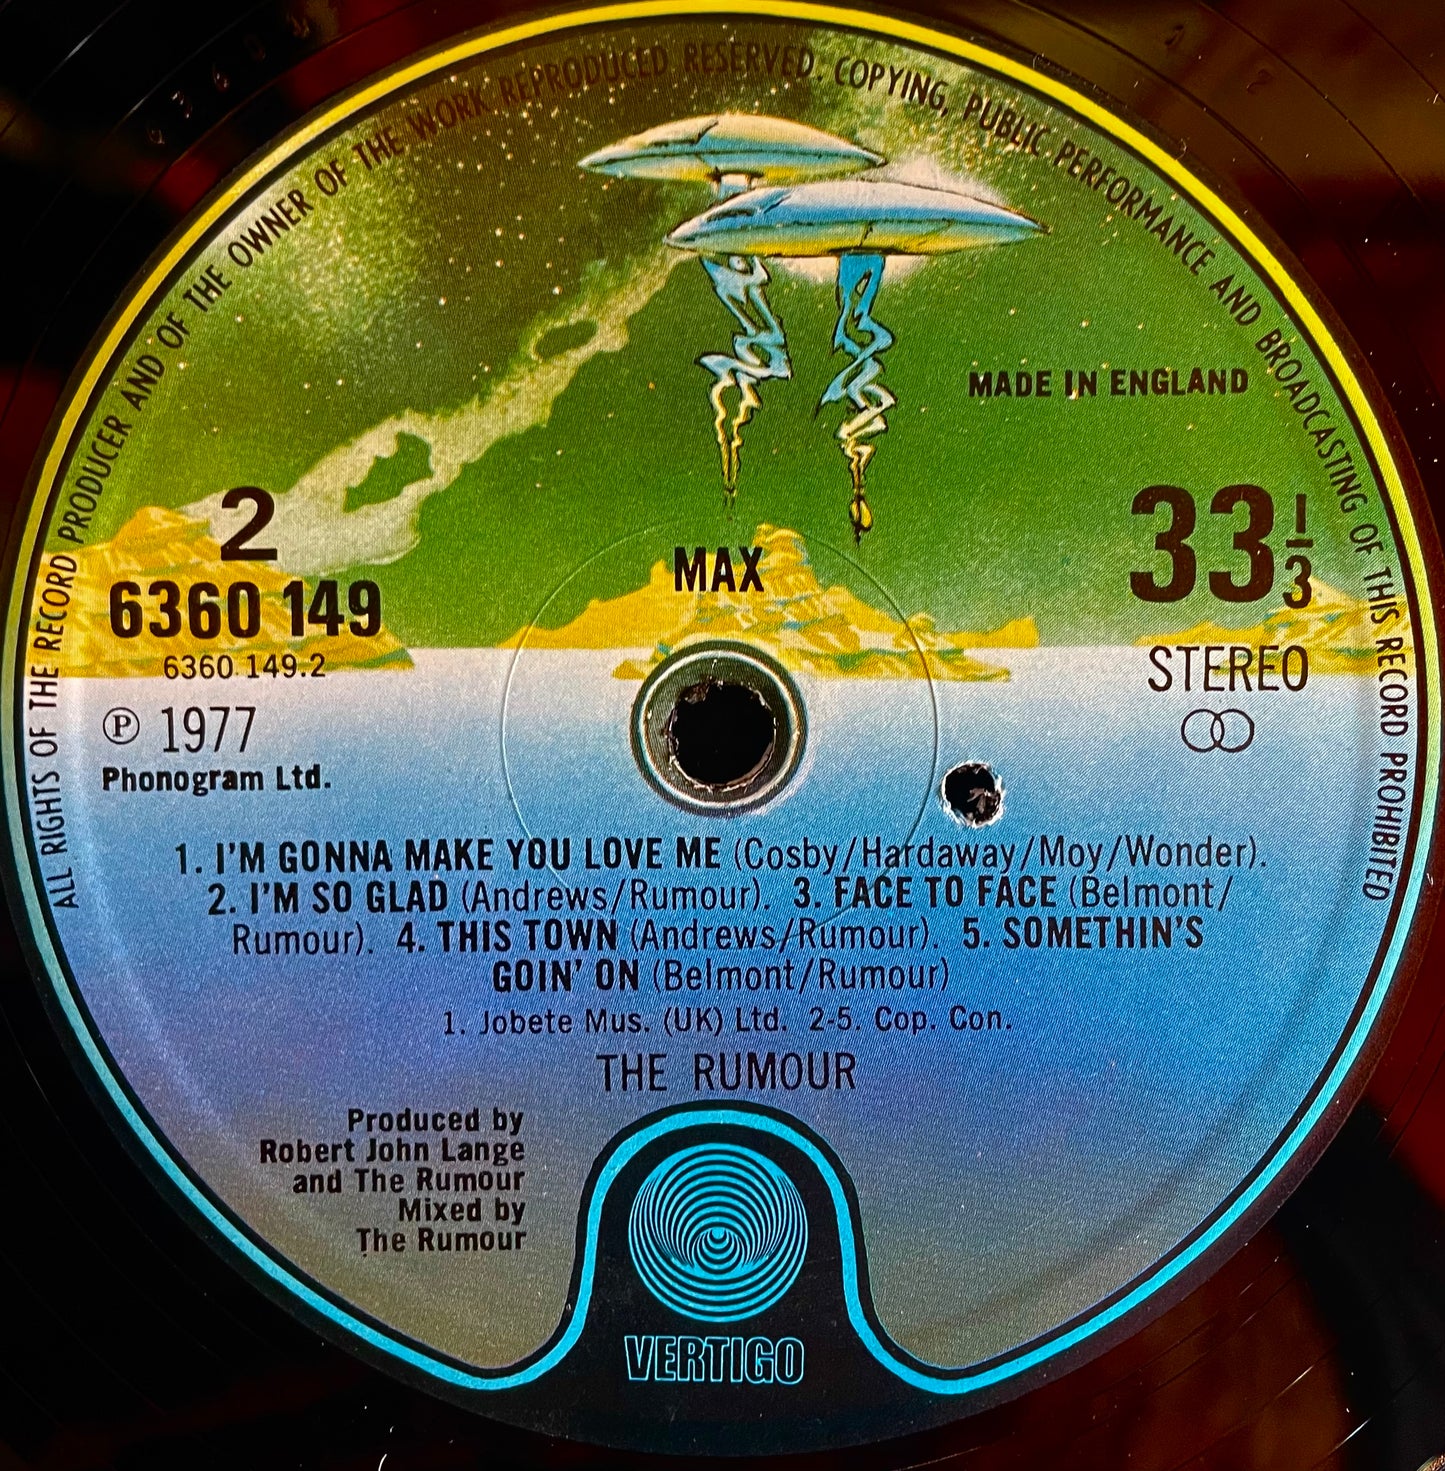 ALL RIGHTS OF THE RECORD PRODUCER AND OF THE OWNER OF THE WORK REPRODUCED RESERVED. COPYING, PUBLIC PERFORMANCE AND BROADCASTING OF THIS RECORD PROHIBITED
MADE IN ENGLAND
2
6360 149
6360 149.2
℗ 1977
Phonogram Ltd.
MAX
33 1/3
STEREO
1. I'M GONNA MAKE YOU LOVE ME (Cosby/Hardaway/Moy/Wonder).
2. I'M SO GLAD (Andrews/Rumour). 3. FACE TO FACE (Belmont/
Rumour). 4. THIS TOWN (Andrews/Rumour). 5. SOMETHIN'S
GOIN' ON (Belmont/Rumour)
1. Jobete Mus. (UK) Ltd. 2-5. Cop. Con.
THE RUMOUR
Produced by
Robert John Lange
and The Rumour
Mixed by
The Rumour
VERTIGO